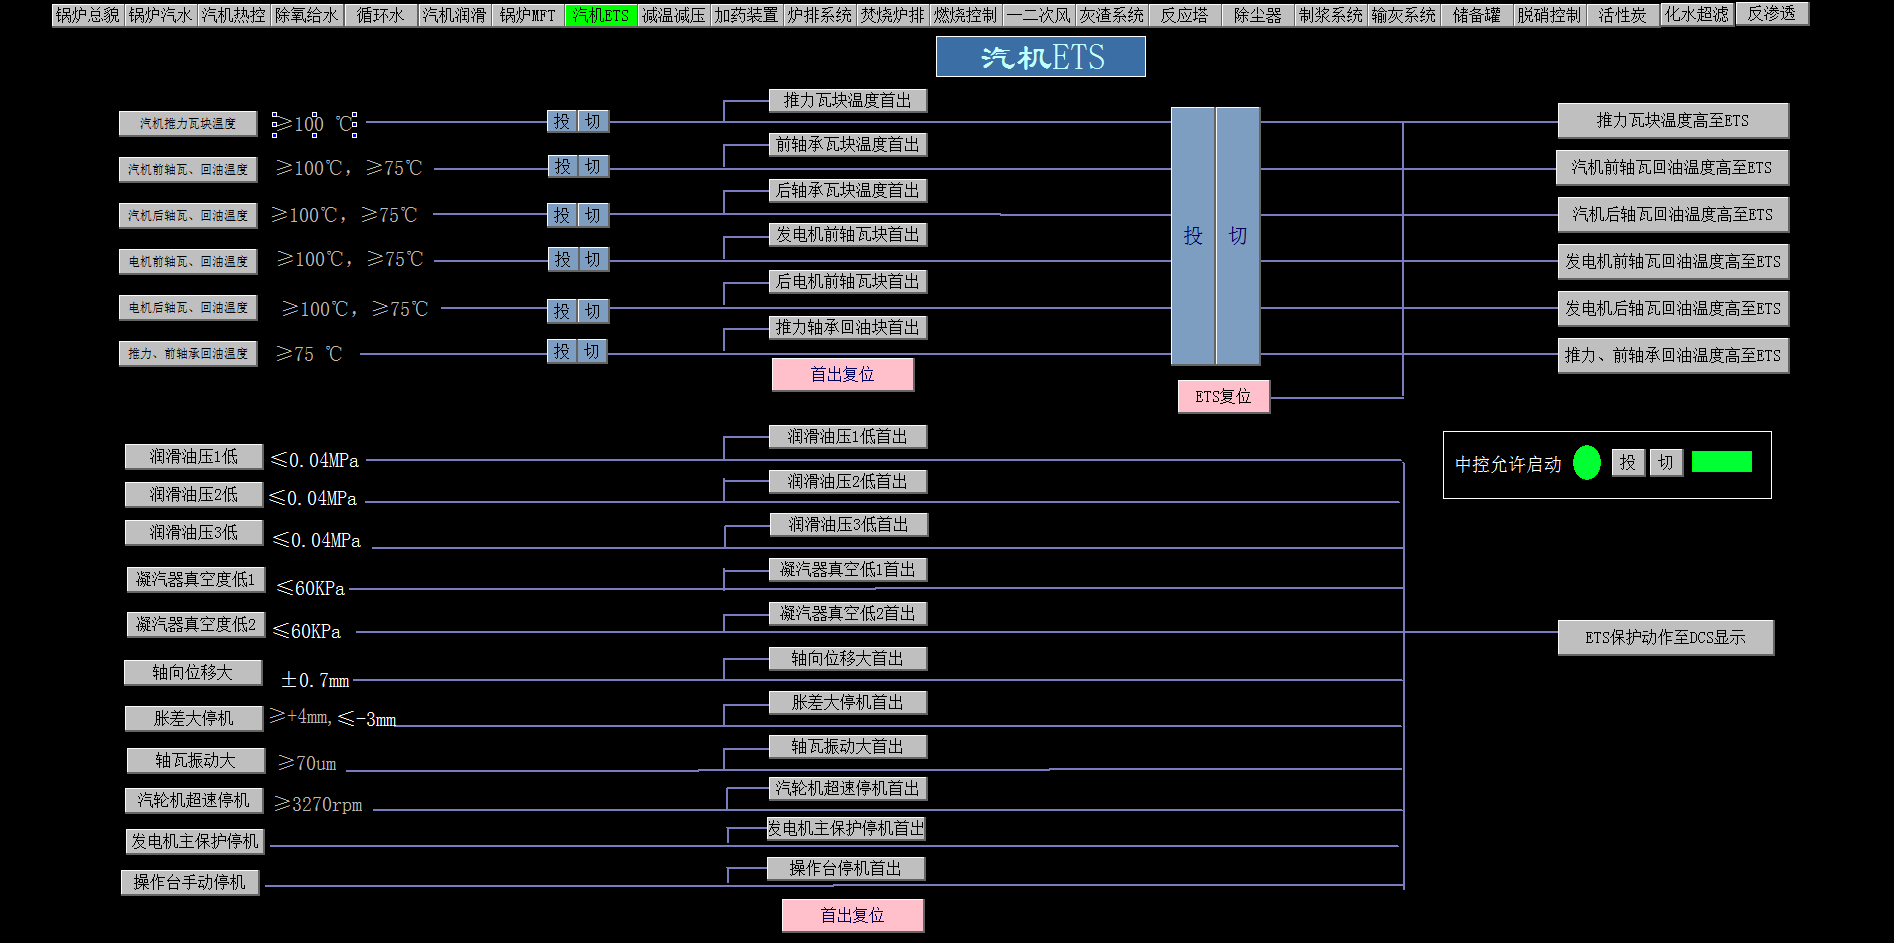 锅炉总貌 锅炉汽水 汽机热控 除氧给水 循环水 汽机润滑 锅炉MFT 汽机ETS 减温减压 加药装置 炉排系统 焚烧炉排 燃烧控制 一二次风 灰渣系统 反应塔 除尘器 制浆系统 输灰系统 储备罐 脱硝控制 活性炭 化水超滤 反渗透
汽机ETS
推力瓦块温度首出
汽机推力瓦块温度 ≥100 ℃ 投 切 推力瓦块温度高至ETS
前轴承瓦块温度首出
汽机前轴瓦、回油温度 ≥100℃, ≥75℃ 投 切 汽机前轴瓦回油温度高至ETS
后轴承瓦块温度首出
汽机后轴瓦、回油温度 ≥100℃, ≥75℃ 投 切 汽机后轴瓦回油温度高至ETS
投 切
发电机前轴瓦块首出
电机前轴瓦、回油温度 ≥100℃, ≥75℃ 投 切 发电机前轴瓦回油温度高至ETS
后电机前轴瓦块首出
电机后轴瓦、回油温度 ≥100℃, ≥75℃ 投 切 发电机后轴瓦回油温度高至ETS
推力轴承回油块首出
推力、前轴承回油温度 ≥75 ℃ 投 切 推力、前轴承回油温度高至ETS
首出复位
ETS复位
润滑油压1低首出
润滑油压1低 ≤0.04MPa
中控允许启动 投 切
润滑油压2低首出
润滑油压2低 ≤0.04MPa
润滑油压3低首出
润滑油压3低 ≤0.04MPa
凝汽器真空低1首出
凝汽器真空度低1 ≤60KPa
凝汽器真空低2首出
凝汽器真空度低2 ≤60KPa
ETS保护动作至DCS显示
轴向位移大首出
轴向位移大 ±0.7mm
胀差大停机首出
胀差大停机 ≥+4mm, ≤-3mm
轴瓦振动大首出
轴瓦振动大 ≥70um
汽轮机超速停机首出
汽轮机超速停机 ≥3270rpm
发电机主保护停机首出
发电机主保护停机
操作台停机首出
操作台手动停机
首出复位